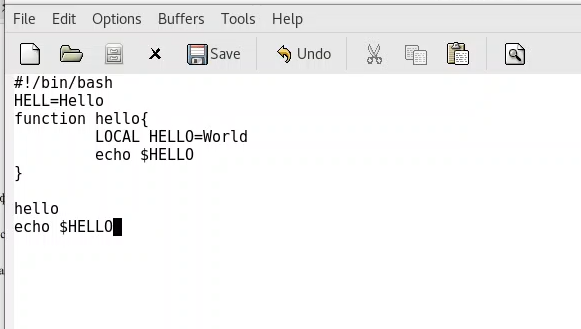 File Edit Options Buffers Tools Help
Save Undo
#!/bin/bash
HELL=Hello
function hello{
LOCAL HELLO=World
echo $HELLO
}
hello
echo $HELLO